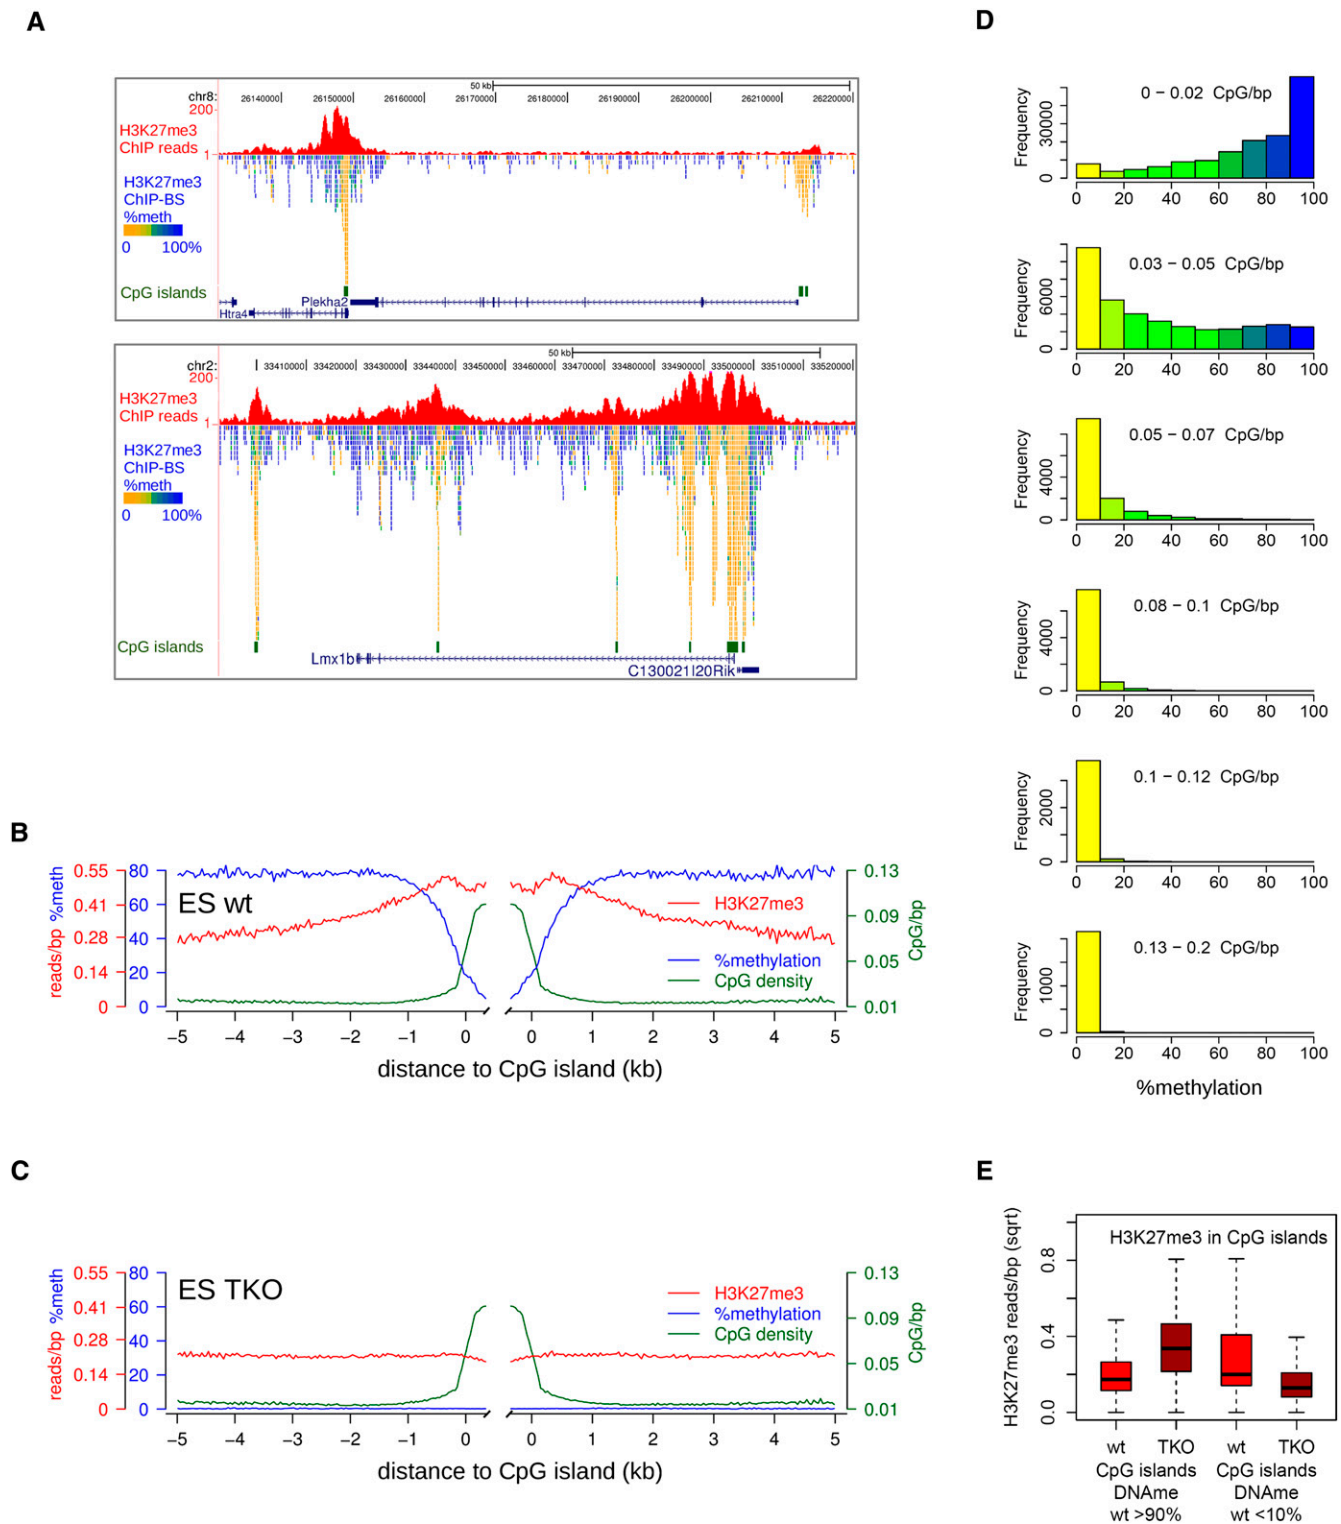 A
50 kb
chr8:
26140000 26150000 26160000 26170000 26180000 26190000 26200000 26210000 26220000
200
H3K27me3
ChIP reads
1
H3K27me3
ChIP-BS
%meth
0 100%
CpG islands
Plekha2
Htra4
50 kb
chr2:
33410000 33420000 33430000 33440000 33450000 33460000 33470000 33480000 33490000 33500000 33510000 33520000
200
H3K27me3
ChIP reads
1
H3K27me3
ChIP-BS
%meth
0 100%
CpG islands
Lmx1b
C130021I20Rik
B
reads/bp %meth
0.55 0.41 0.28 0.14 0
80 60 40 20 0
ES wt
H3K27me3
%methylation
CpG density
0.13 0.09 0.05 0.01
CpG/bp
−5 −4 −3 −2 −1 0 0 1 2 3 4 5
distance to CpG island (kb)
C
reads/bp %meth
0.55 0.41 0.28 0.14 0
80 60 40 20 0
ES TKO
H3K27me3
%methylation
CpG density
0.13 0.09 0.05 0.01
CpG/bp
−5 −4 −3 −2 −1 0 0 1 2 3 4 5
distance to CpG island (kb)
D
0 − 0.02 CpG/bp
Frequency
0 30000
0 20 40 60 80 100
0.03 − 0.05 CpG/bp
Frequency
0 6000
0 20 40 60 80 100
0.05 − 0.07 CpG/bp
Frequency
0 4000
0 20 40 60 80 100
0.08 − 0.1 CpG/bp
Frequency
0 4000
0 20 40 60 80 100
0.1 − 0.12 CpG/bp
Frequency
0 2000
0 20 40 60 80 100
0.13 − 0.2 CpG/bp
Frequency
0 1000
0 20 40 60 80 100
%methylation
E
H3K27me3 reads/bp (sqrt)
0.0 0.4 0.8
H3K27me3 in CpG islands
wt TKO wt TKO
CpG islands CpG islands
DNAme DNAme
wt >90% wt <10%